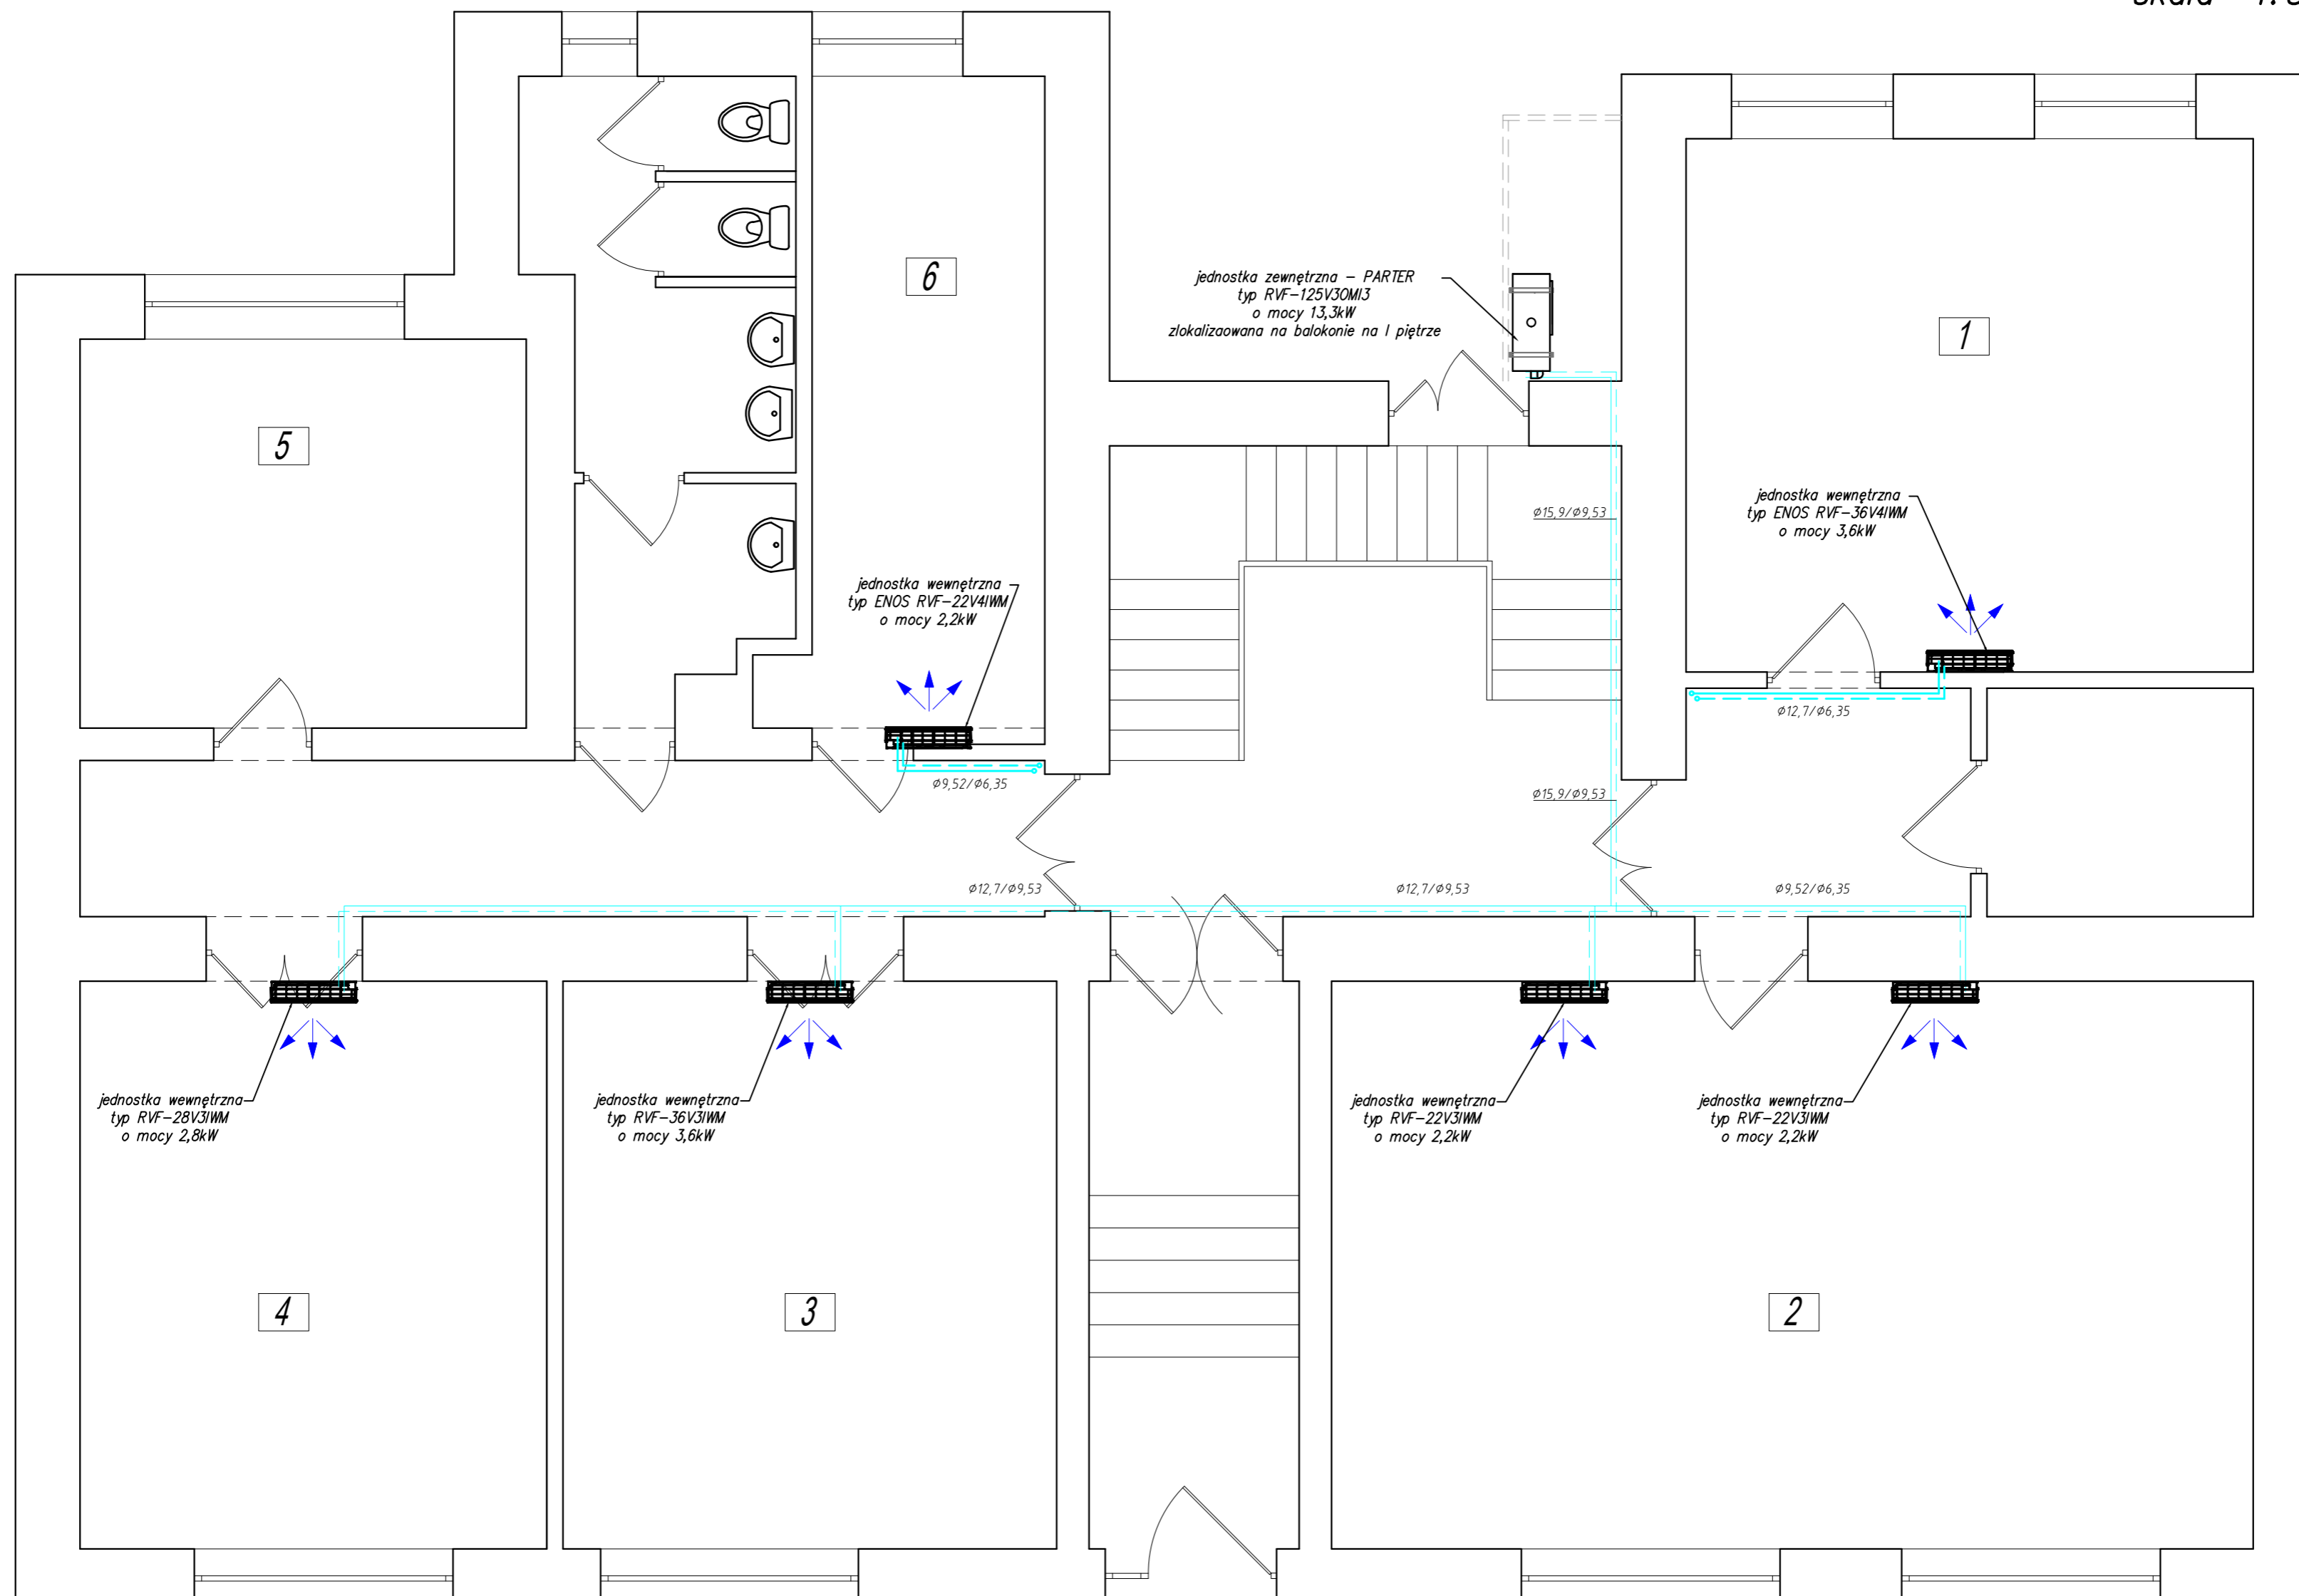 6
jednostka zewnętrzna - PARTER
typ RVF-125V3OMI3
o mocy 13,3kW
zlokalizaowana na balokonie na I piętrze
1
5
jednostka wewnętrzna
typ ENOS RVF-36V4IWM
o mocy 3,6kW
ø15,9/ø9,53
jednostka wewnętrzna
typ ENOS RVF-22V4IWM
o mocy 2,2kW
ø12,7/ø6,35
ø9,52/ø6,35
ø15,9/ø9,53
ø12,7/ø9,53
ø12,7/ø9,53
ø9,52/ø6,35
jednostka wewnętrzna
typ RVF-28V3IWM
o mocy 2,8kW
jednostka wewnętrzna
typ RVF-36V3IWM
o mocy 3,6kW
jednostka wewnętrzna
typ RVF-22V3IWM
o mocy 2,2kW
jednostka wewnętrzna
typ RVF-22V3IWM
o mocy 2,2kW
4
3
2